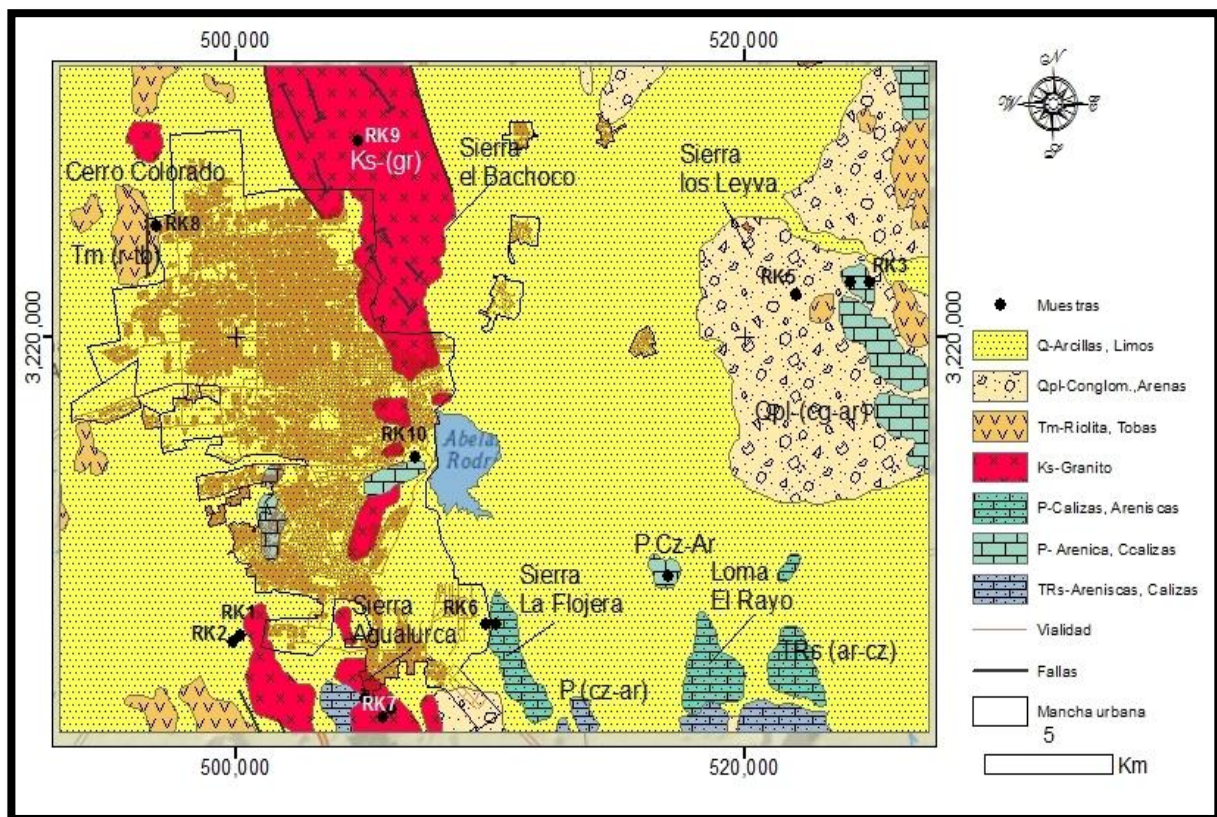 500,000
520,000
N
W
E
S
RK9
Ks-(gr)
Sierra
el Bachoco
Sierra
los Leyva
Cerro Colorado
RK8
Tm (r-tb)
RK5
RK3
3,220,000
3,220,000
Qpl-(cg-ar)
RK10
Abela
Rodr
P Cz-Ar
Loma
El Rayo
Sierra
La Flojera
RK6
RK1
RK2
Sierra
Agualurca
TRs (ar-cz)
P (cz-ar)
RK7
500,000
520,000
Muestras
Q-Arcillas, Limos
Qpl-Conglom.,Arenas
Tm-Riolita, Tobas
Ks-Granito
P-Calizas, Areniscas
P- Arenica, Ccalizas
TRs-Areniscas, Calizas
Vialidad
Fallas
Mancha urbana
5
Km